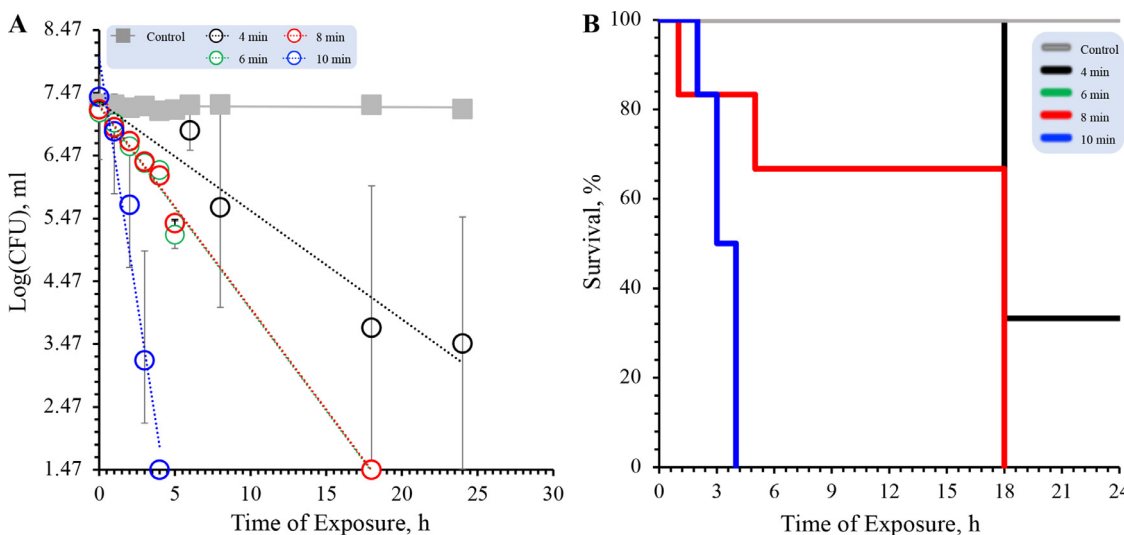 A
8.47
7.47
6.47
5.47
4.47
3.47
2.47
1.47
Log(CFU), ml
Control
4 min
8 min
6 min
10 min
0
5
10
15
20
25
30
Time of Exposure, h
B
100
80
60
40
20
0
Survival, %
Control
4 min
6 min
8 min
10 min
0
3
6
9
12
15
18
21
24
Time of Exposure, h